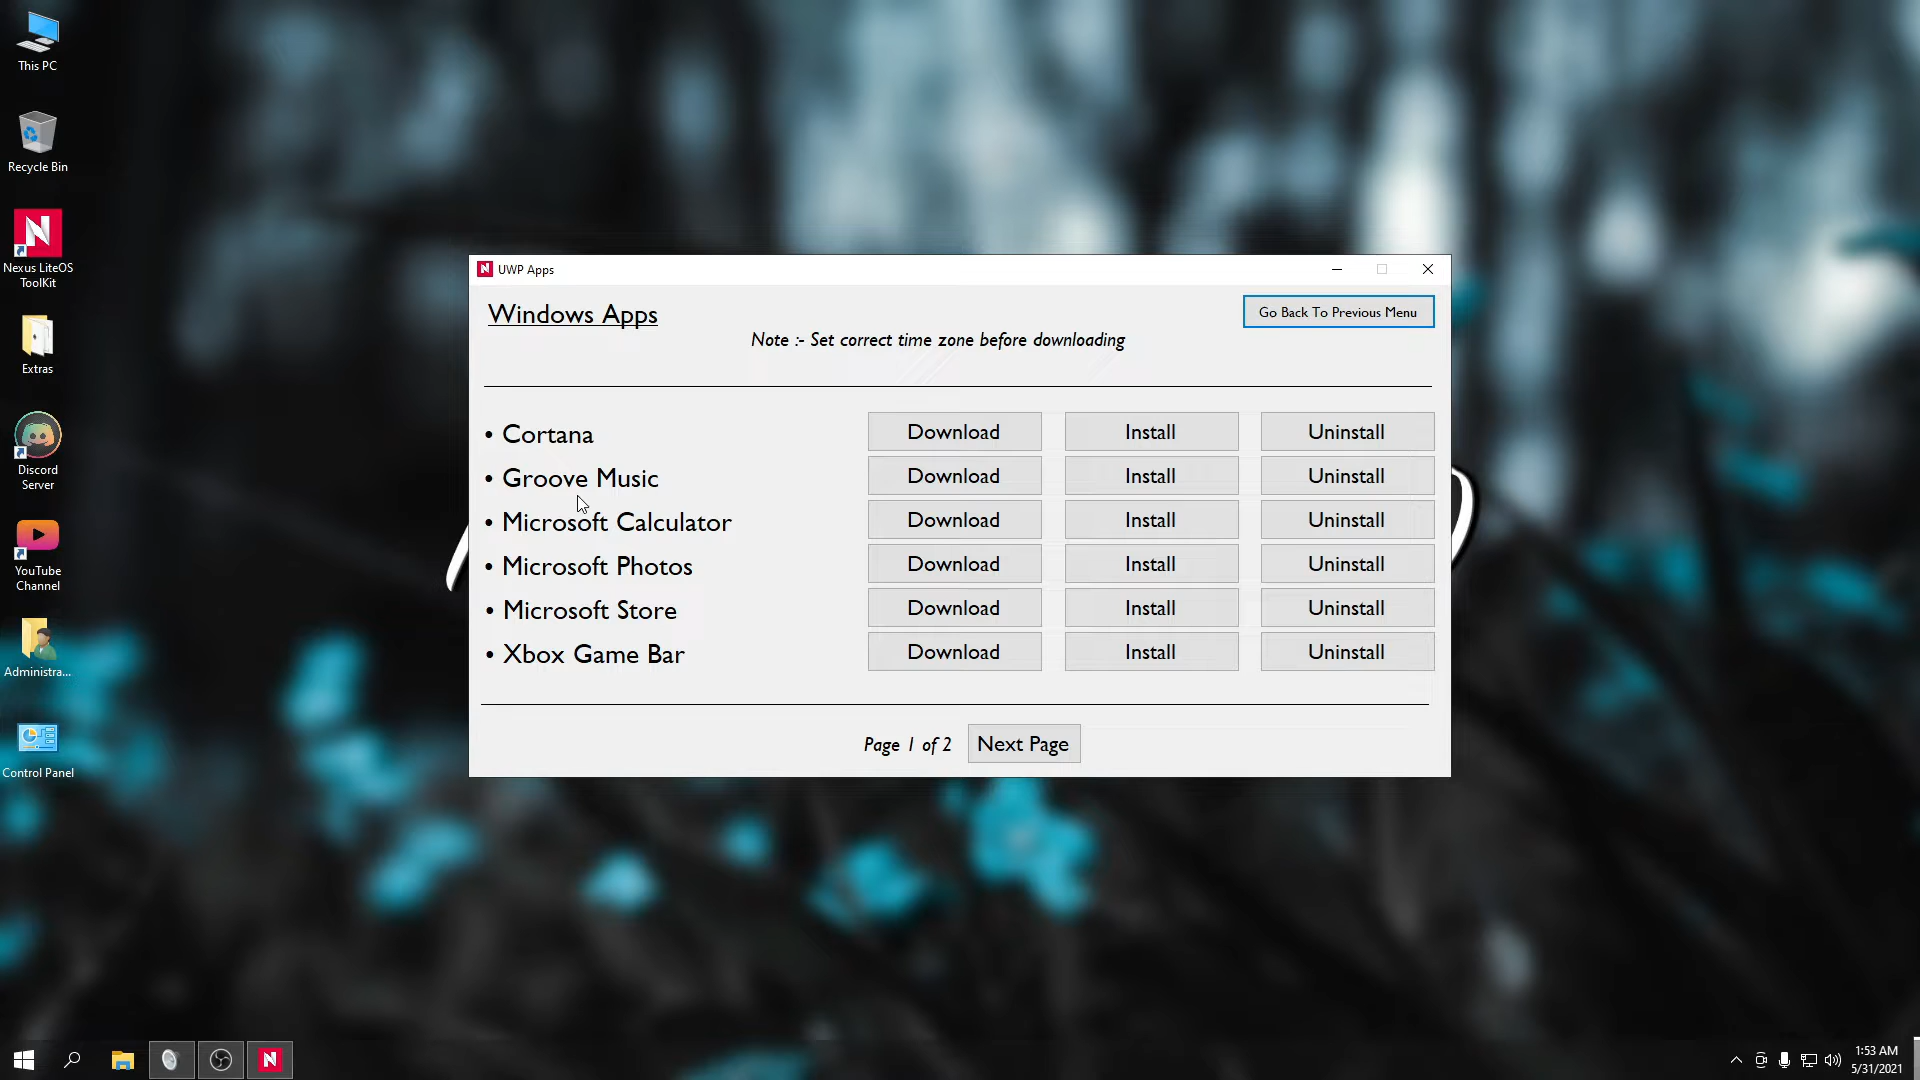 This PC
Recycle Bin
Nexus LiteOS
ToolKit
Extras
Discord
Server
YouTube
Channel
Administra...
Control Panel
UWP Apps
Windows Apps
Go Back To Previous Menu
Note :- Set correct time zone before downloading
• Cortana Download Install Uninstall
• Groove Music Download Install Uninstall
• Microsoft Calculator Download Install Uninstall
• Microsoft Photos Download Install Uninstall
• Microsoft Store Download Install Uninstall
• Xbox Game Bar Download Install Uninstall
Page 1 of 2 Next Page
1:53 AM
5/31/2021